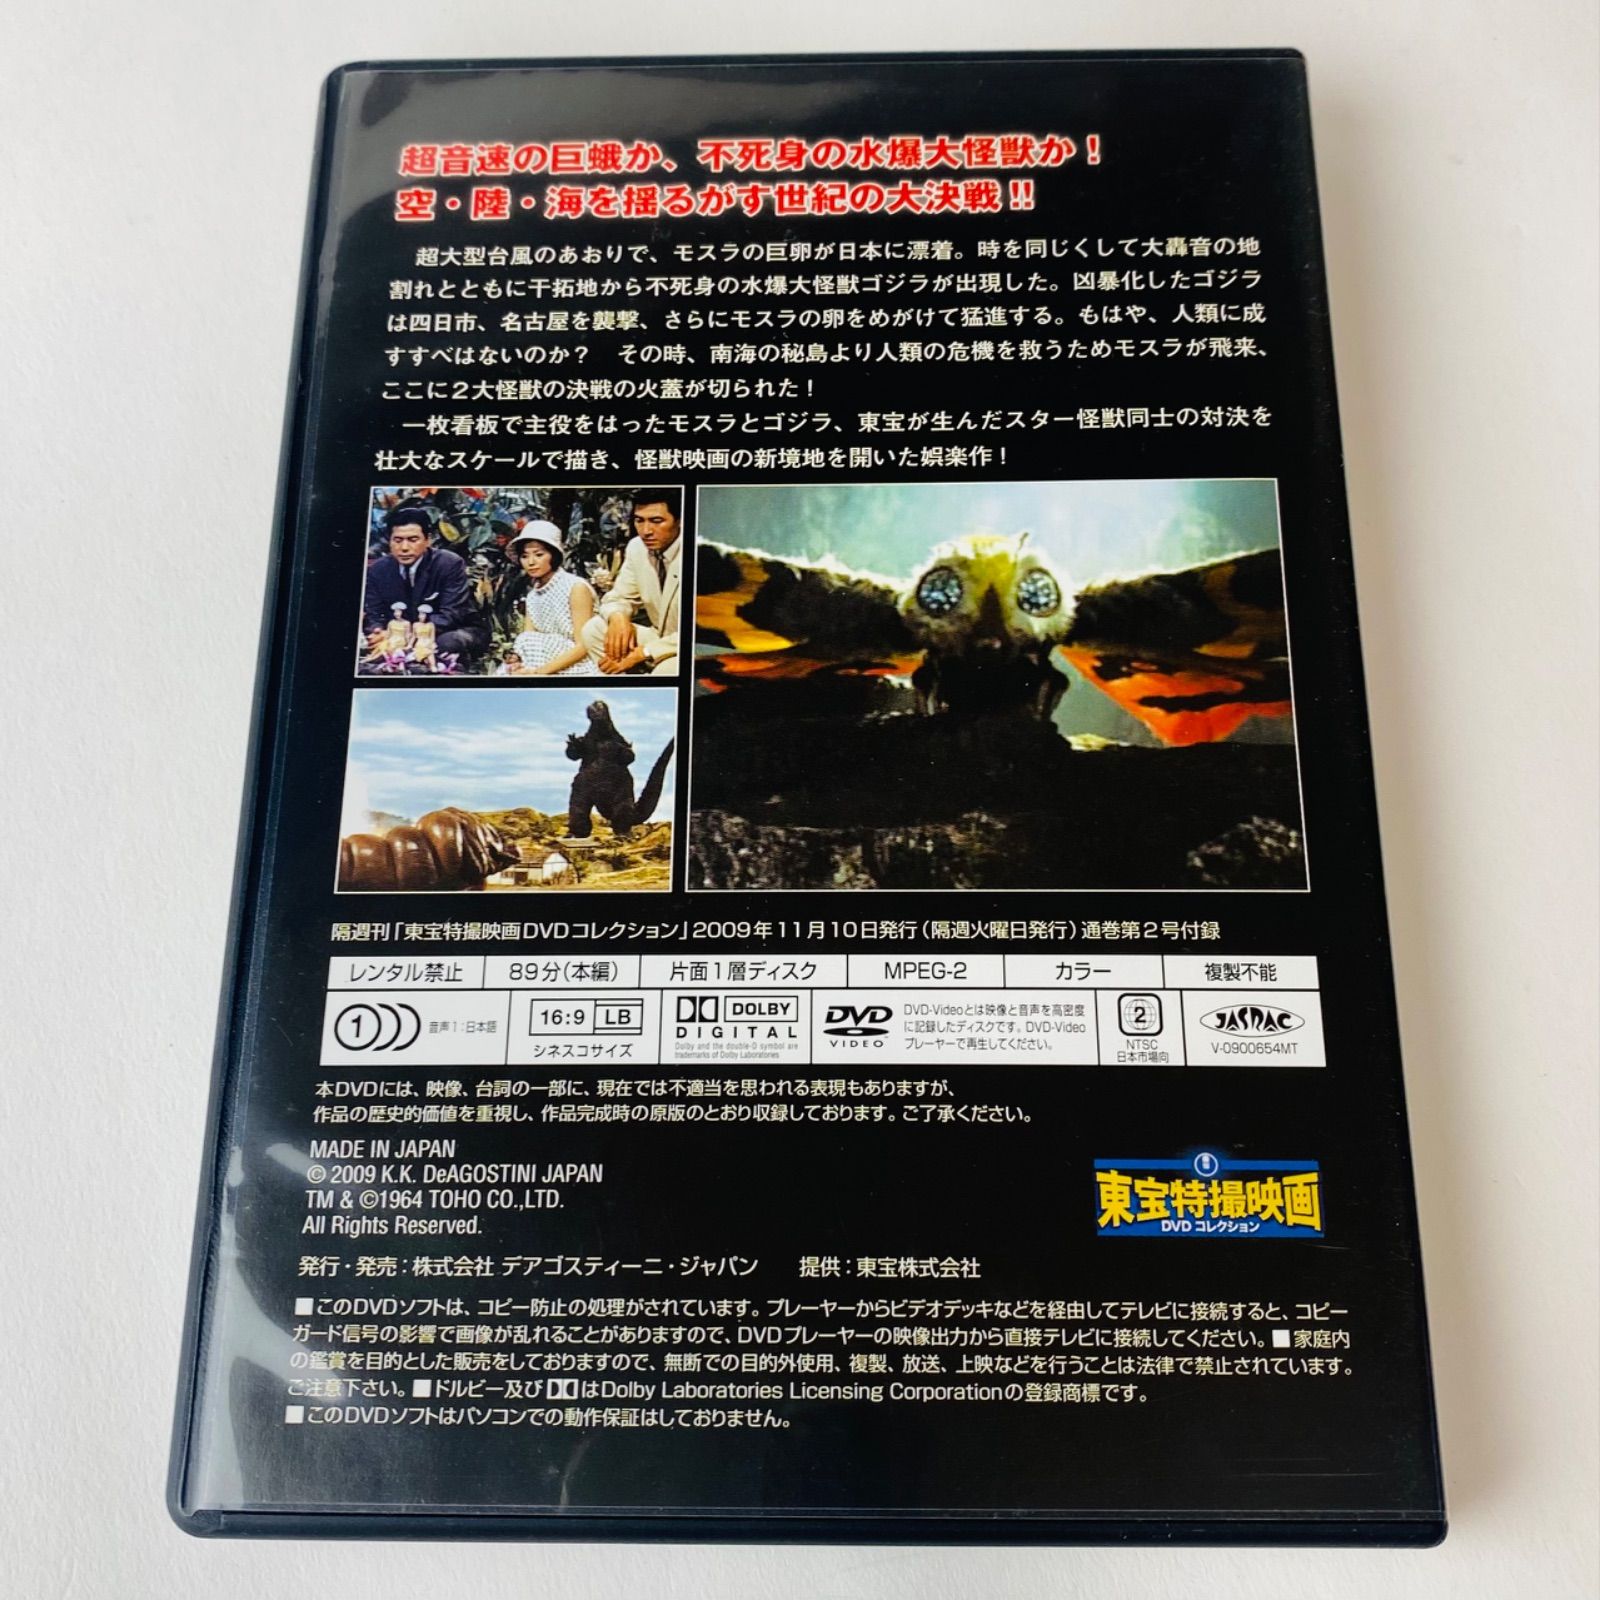 超音速の巨蛾か、不死身の水爆大怪獣か！
空・陸・海を揺るがす世紀の大決戦!!
超大型台風のあおりで、モスラの巨卵が日本に漂着。時を同じくして大轟音の地
割れとともに干拓地から不死身の水爆大怪獣ゴジラが出現した。凶暴化したゴジラ
は四日市、名古屋を襲撃、さらにモスラの卵をめがけて猛進する。もはや、人類に成
すすべはないのか？　その時、南海の秘島より人類の危機を救うためモスラが飛来、
ここに２大怪獣の決戦の火蓋が切られた！
一枚看板で主役をはったモスラとゴジラ、東宝が生んだスター怪獣同士の対決を
壮大なスケールで描き、怪獣映画の新境地を開いた娯楽作！
隔週刊「東宝特撮映画DVDコレクション」2009年11月10日発行（隔週火曜日発行）通巻第2号付録
レンタル禁止 89分（本編） 片面1層ディスク MPEG-2 カラー 複製不能
1 音声1：日本語
16:9 LB
シネスコサイズ
DOLBY
DIGITAL
Dolby and the double-D symbol are
trademarks of Dolby Laboratories
DVD
VIDEO
DVD-Videoとは映像と音声を高密度
に記録したディスクです。DVD-Video
プレーヤーで再生してください。
2
NTSC
日本市場向
JASRAC
V-0900654MT
本DVDには、映像、台詞の一部に、現在では不適当を思われる表現もありますが、
作品の歴史的価値を重視し、作品完成時の原版のとおり収録しております。ご了承ください。
MADE IN JAPAN
© 2009 K.K. DeAGOSTINI JAPAN
TM & ©1964 TOHO CO.,LTD.
All Rights Reserved.
東宝特撮映画
DVDコレクション
発行・発売：株式会社 デアゴスティーニ・ジャパン　提供：東宝株式会社
■このDVDソフトは、コピー防止の処理がされています。プレーヤーからビデオデッキなどを経由してテレビに接続すると、コピー
ガード信号の影響で画像が乱れることがありますので、DVDプレーヤーの映像出力から直接テレビに接続してください。■家庭内
の鑑賞を目的とした販売をしておりますので、無断での目的外使用、複製、放送、上映などを行うことは法律で禁止されています。
ご注意下さい。■ドルビー及びDDはDolby Laboratories Licensing Corporationの登録商標です。
■このDVDソフトはパソコンでの動作保証はしておりません。